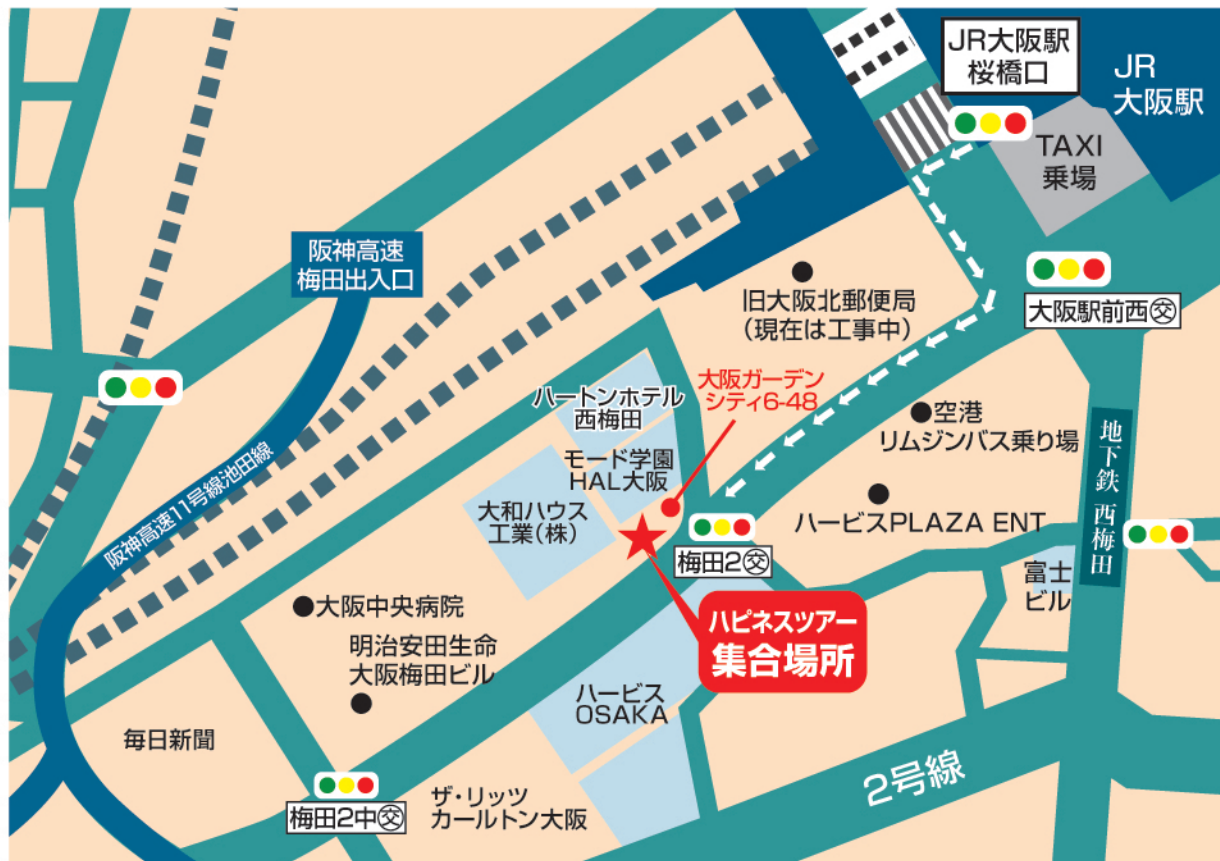 JR大阪駅
桜橋口
JR
大阪駅
TAXI
乗場
阪神高速
梅田出入口
旧大阪北郵便局
(現在は工事中)
大阪駅前西㊋
大阪ガーデン
シティ6-48
ハートンホテル
西梅田
空港
リムジンバス乗り場
地下鉄 西梅田
モード学園
HAL大阪
阪神高速11号線池田線
大和ハウス
工業(株)
ハービスPLAZA ENT
梅田2交
富士
ビル
大阪中央病院
ハピネスツアー
集合場所
明治安田生命
大阪梅田ビル
ハービス
OSAKA
毎日新聞
2号線
ザ・リッツ
カールトン大阪
梅田2中交